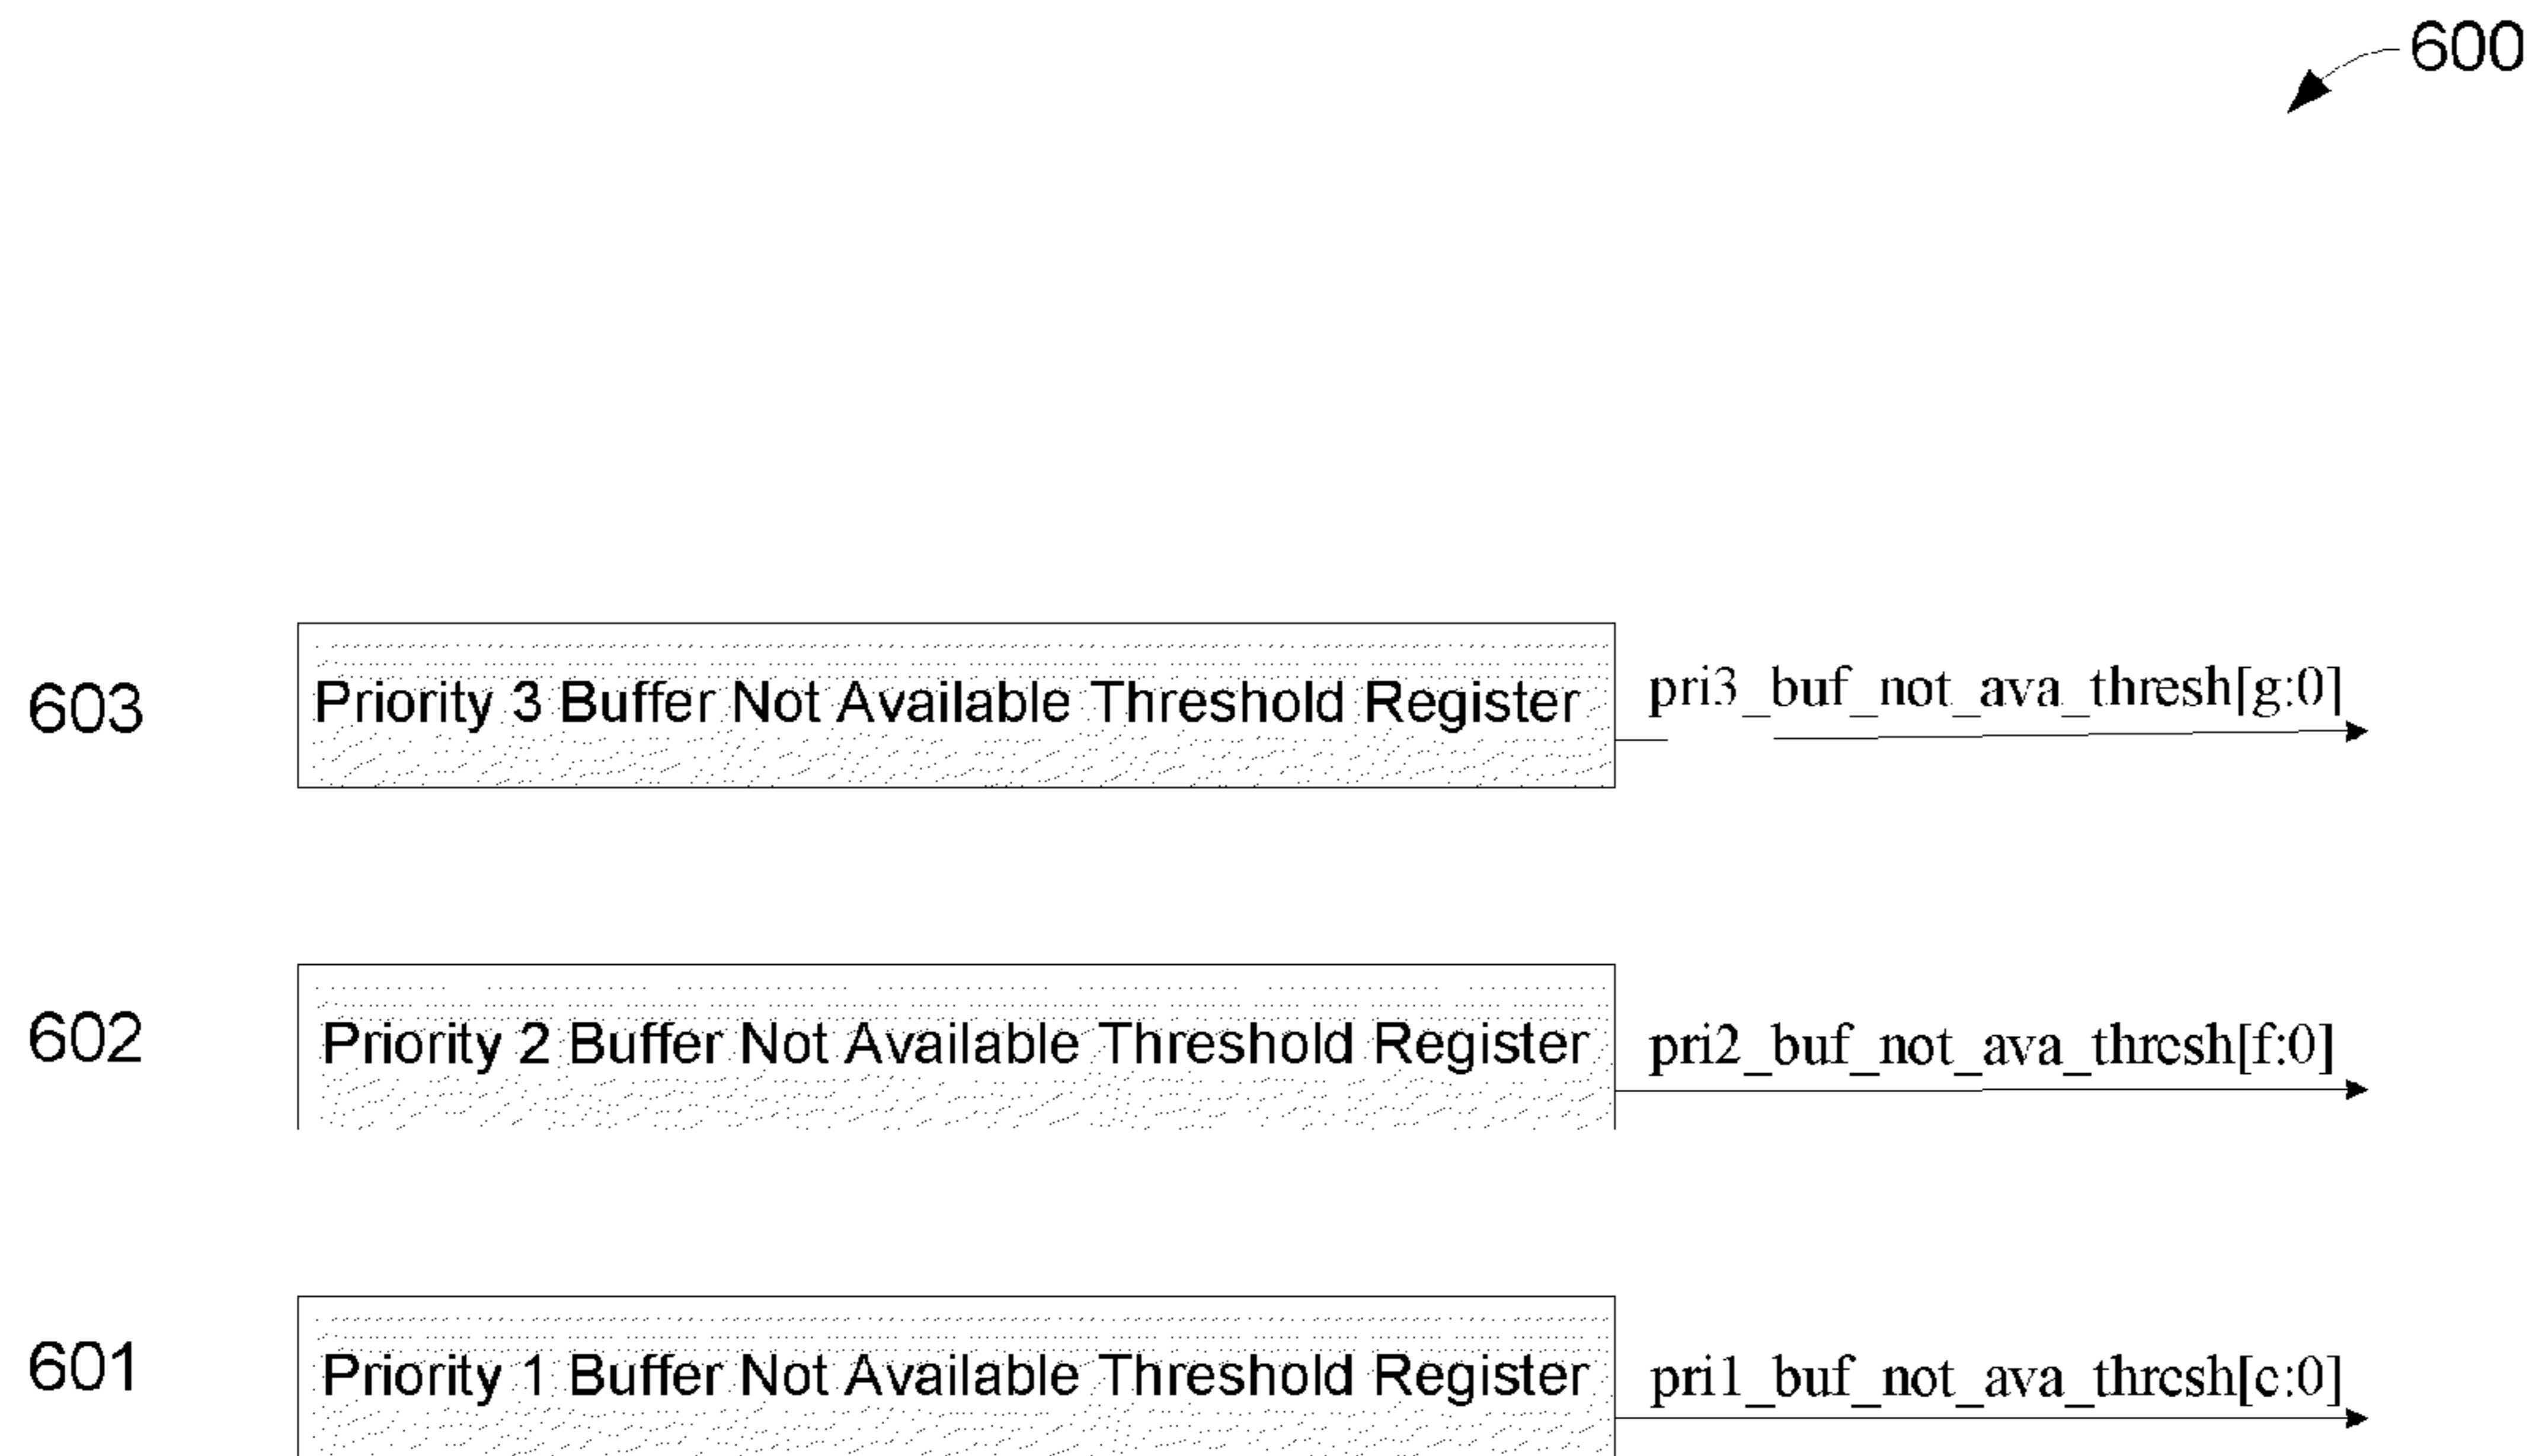 600
603 Priority 3 Buffer Not Available Threshold Register pri3_buf_not_ava_thresh[g:0]
602 Priority 2 Buffer Not Available Threshold Register pri2_buf_not_ava_thresh[f:0]
601 Priority 1 Buffer Not Available Threshold Register pri1_buf_not_ava_thresh[e:0]